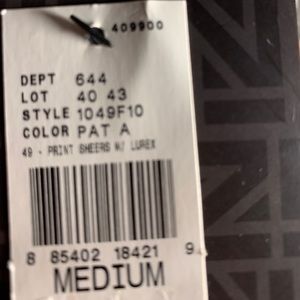 409900
DEPT 644
LOT 40 43
STYLE 1049F10
COLOR PAT A
49 - PRINT SHEERS W/ LUREX
8 85402 18421 9
MEDIUM